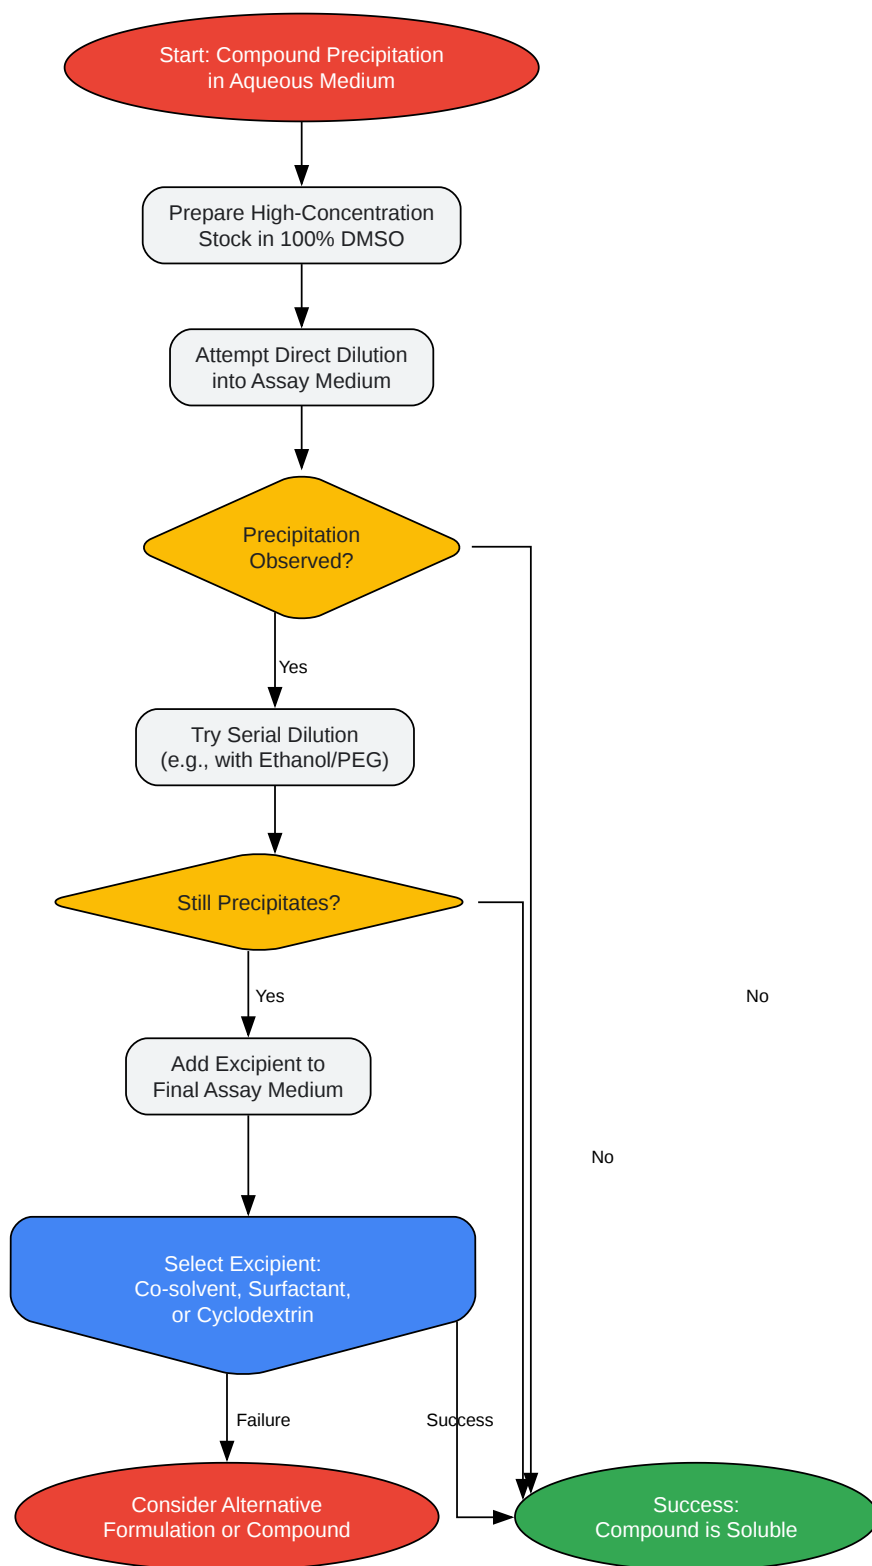 Start: Compound Precipitation
in Aqueous Medium
Prepare High-Concentration
Stock in 100% DMSO
Attempt Direct Dilution
into Assay Medium
Precipitation
Observed?
Yes
Try Serial Dilution
(e.g., with Ethanol/PEG)
Still Precipitates?
Yes
No
Add Excipient to
Final Assay Medium
No
Select Excipient:
Co-solvent, Surfactant,
or Cyclodextrin
Failure
Success
Consider Alternative
Formulation or Compound
Success:
Compound is Soluble